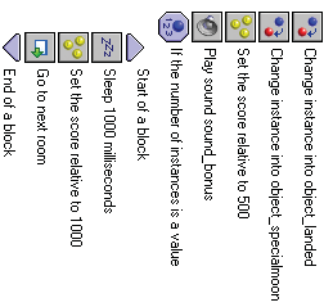 Change instance into object_landed
Change instance into object_specialmoon
Set the score relative to 500
Play sound sound_bonus
If the number of instances is a value
Start of a block
Sleep 1000 milliseconds
Set the score relative to 1000
Go to next room
End of a block